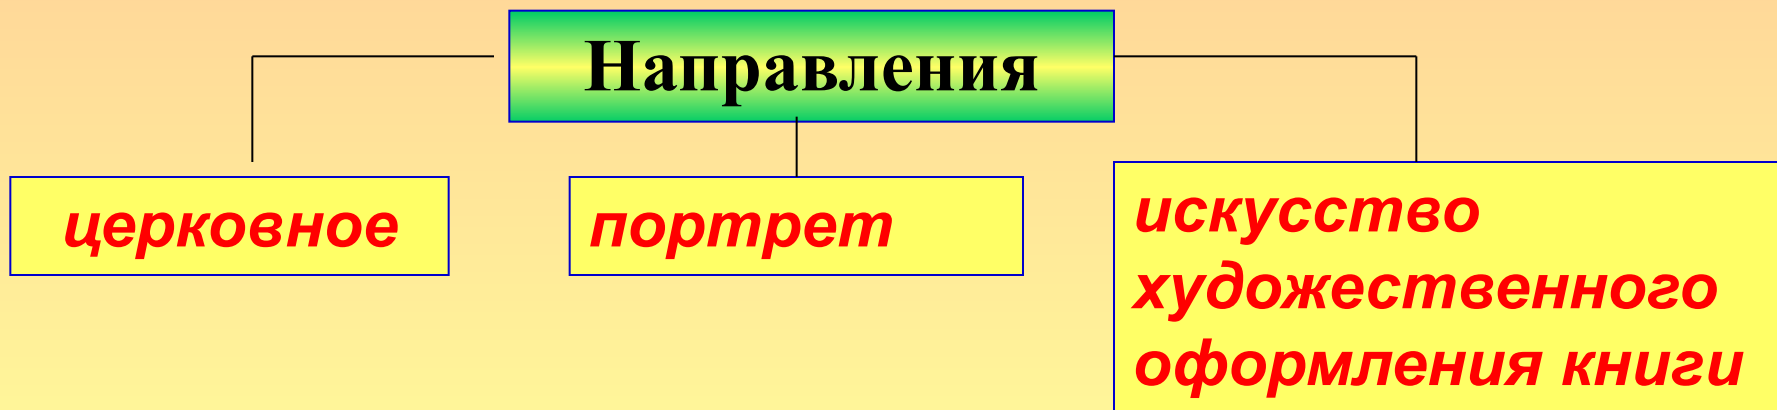 Направления
церковное
портрет
искусство
художественного
оформления книги